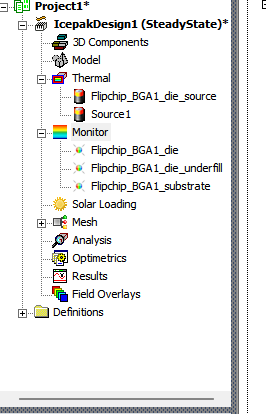 Project1*
IcepakDesign1 (SteadyState)*
3D Components
Model
Thermal
Flipchip_BGA1_die_source
Source1
Monitor
Flipchip_BGA1_die
Flipchip_BGA1_die_underfill
Flipchip_BGA1_substrate
Solar Loading
Mesh
Analysis
Optimetrics
Results
Field Overlays
Definitions